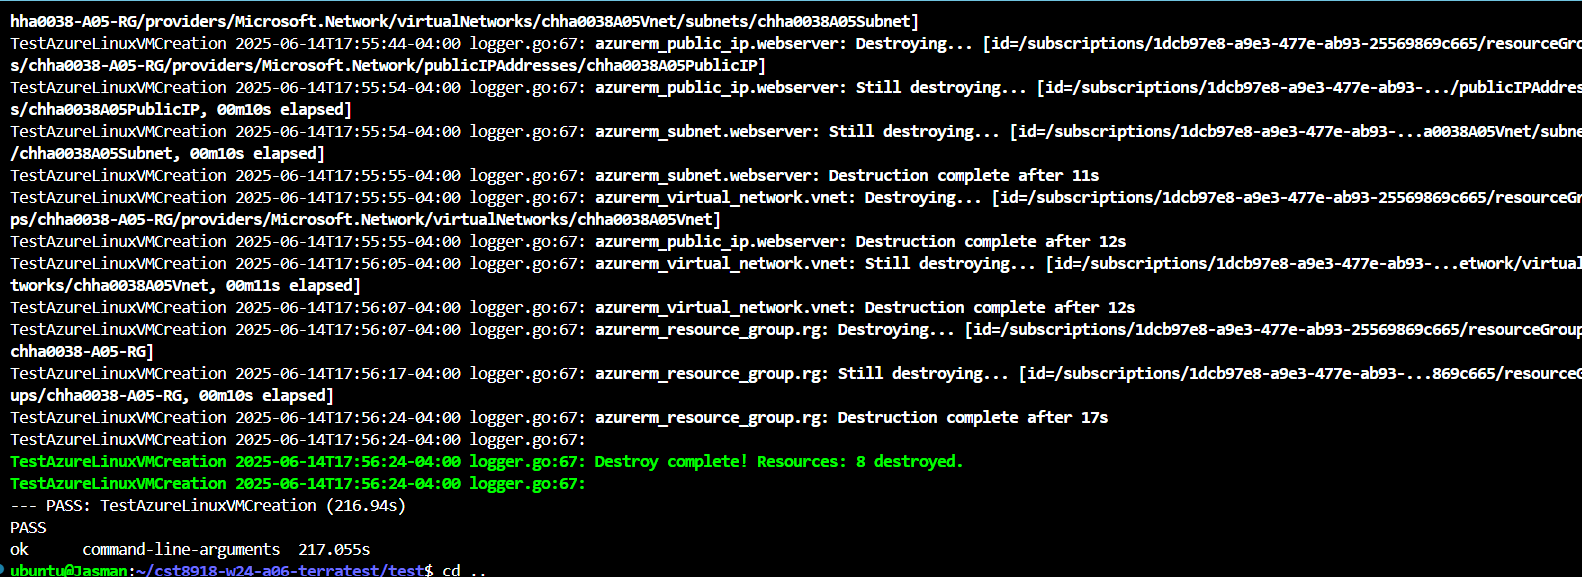 hha0038-A05-RG/providers/Microsoft.Network/virtualNetworks/chha0038A05Vnet/subnets/chha0038A05Subnet]
TestAzureLinuxVMCreation 2025-06-14T17:55:44-04:00 logger.go:67: azurerm_public_ip.webserver: Destroying... [id=/subscriptions/1dcb97e8-a9e3-477e-ab93-25569869c665/resourceGro
s/chha0038-A05-RG/providers/Microsoft.Network/publicIPAddresses/chha0038A05PublicIP]
TestAzureLinuxVMCreation 2025-06-14T17:55:54-04:00 logger.go:67: azurerm_public_ip.webserver: Still destroying... [id=/subscriptions/1dcb97e8-a9e3-477e-ab93-.../publicIPAddres
s/chha0038A05PublicIP, 00m10s elapsed]
TestAzureLinuxVMCreation 2025-06-14T17:55:54-04:00 logger.go:67: azurerm_subnet.webserver: Still destroying... [id=/subscriptions/1dcb97e8-a9e3-477e-ab93-...a0038A05Vnet/subne
/chha0038A05Subnet, 00m10s elapsed]
TestAzureLinuxVMCreation 2025-06-14T17:55:55-04:00 logger.go:67: azurerm_subnet.webserver: Destruction complete after 11s
TestAzureLinuxVMCreation 2025-06-14T17:55:55-04:00 logger.go:67: azurerm_virtual_network.vnet: Destroying... [id=/subscriptions/1dcb97e8-a9e3-477e-ab93-25569869c665/resourceGr
ps/chha0038-A05-RG/providers/Microsoft.Network/virtualNetworks/chha0038A05Vnet]
TestAzureLinuxVMCreation 2025-06-14T17:55:55-04:00 logger.go:67: azurerm_public_ip.webserver: Destruction complete after 12s
TestAzureLinuxVMCreation 2025-06-14T17:56:05-04:00 logger.go:67: azurerm_virtual_network.vnet: Still destroying... [id=/subscriptions/1dcb97e8-a9e3-477e-ab93-...etwork/virtual
tworks/chha0038A05Vnet, 00m11s elapsed]
TestAzureLinuxVMCreation 2025-06-14T17:56:07-04:00 logger.go:67: azurerm_virtual_network.vnet: Destruction complete after 12s
TestAzureLinuxVMCreation 2025-06-14T17:56:07-04:00 logger.go:67: azurerm_resource_group.rg: Destroying... [id=/subscriptions/1dcb97e8-a9e3-477e-ab93-25569869c665/resourceGroup
chha0038-A05-RG]
TestAzureLinuxVMCreation 2025-06-14T17:56:17-04:00 logger.go:67: azurerm_resource_group.rg: Still destroying... [id=/subscriptions/1dcb97e8-a9e3-477e-ab93-...869c665/resourceG
ups/chha0038-A05-RG, 00m10s elapsed]
TestAzureLinuxVMCreation 2025-06-14T17:56:24-04:00 logger.go:67: azurerm_resource_group.rg: Destruction complete after 17s
TestAzureLinuxVMCreation 2025-06-14T17:56:24-04:00 logger.go:67:
TestAzureLinuxVMCreation 2025-06-14T17:56:24-04:00 logger.go:67: Destroy complete! Resources: 8 destroyed.
TestAzureLinuxVMCreation 2025-06-14T17:56:24-04:00 logger.go:67:
--- PASS: TestAzureLinuxVMCreation (216.94s)
PASS
ok      command-line-arguments  217.055s
ubuntu@Jasman:~/cst8918-w24-a06-terratest/test$ cd ..